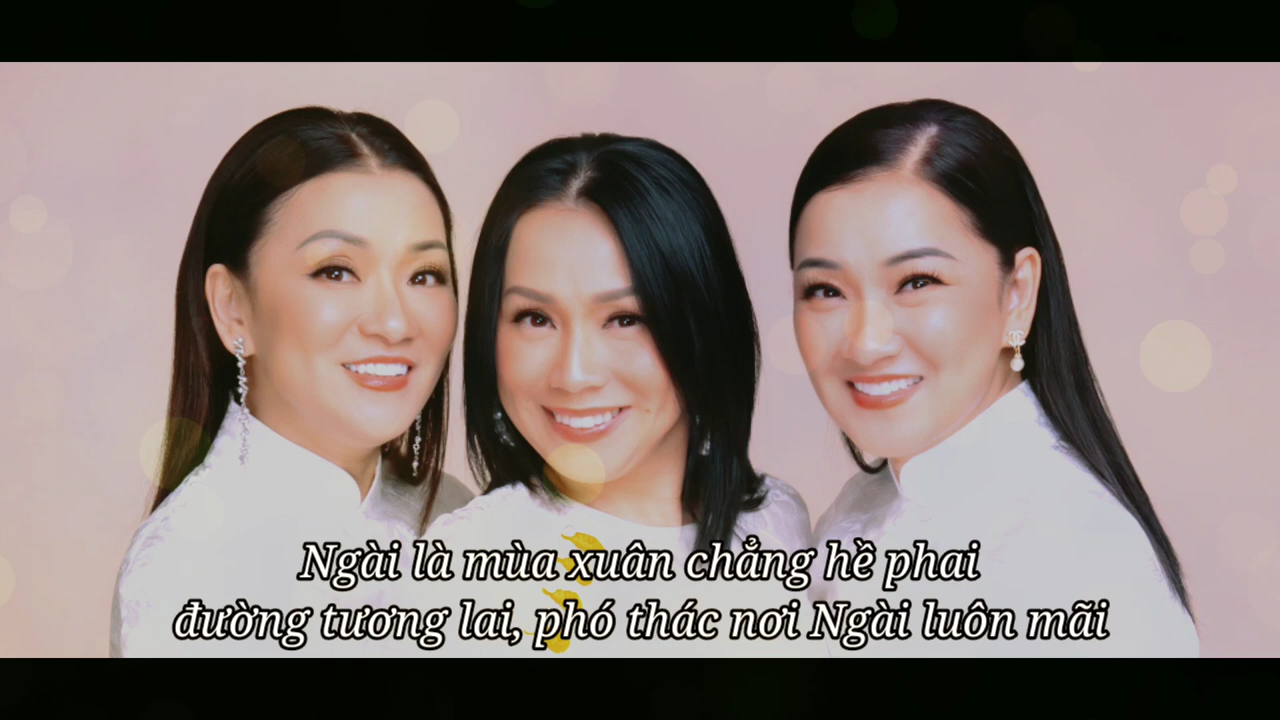 Ngài là mùa xuân chẳng hề phai
đường tương lai, phó thác nơi Ngài luôn mãi